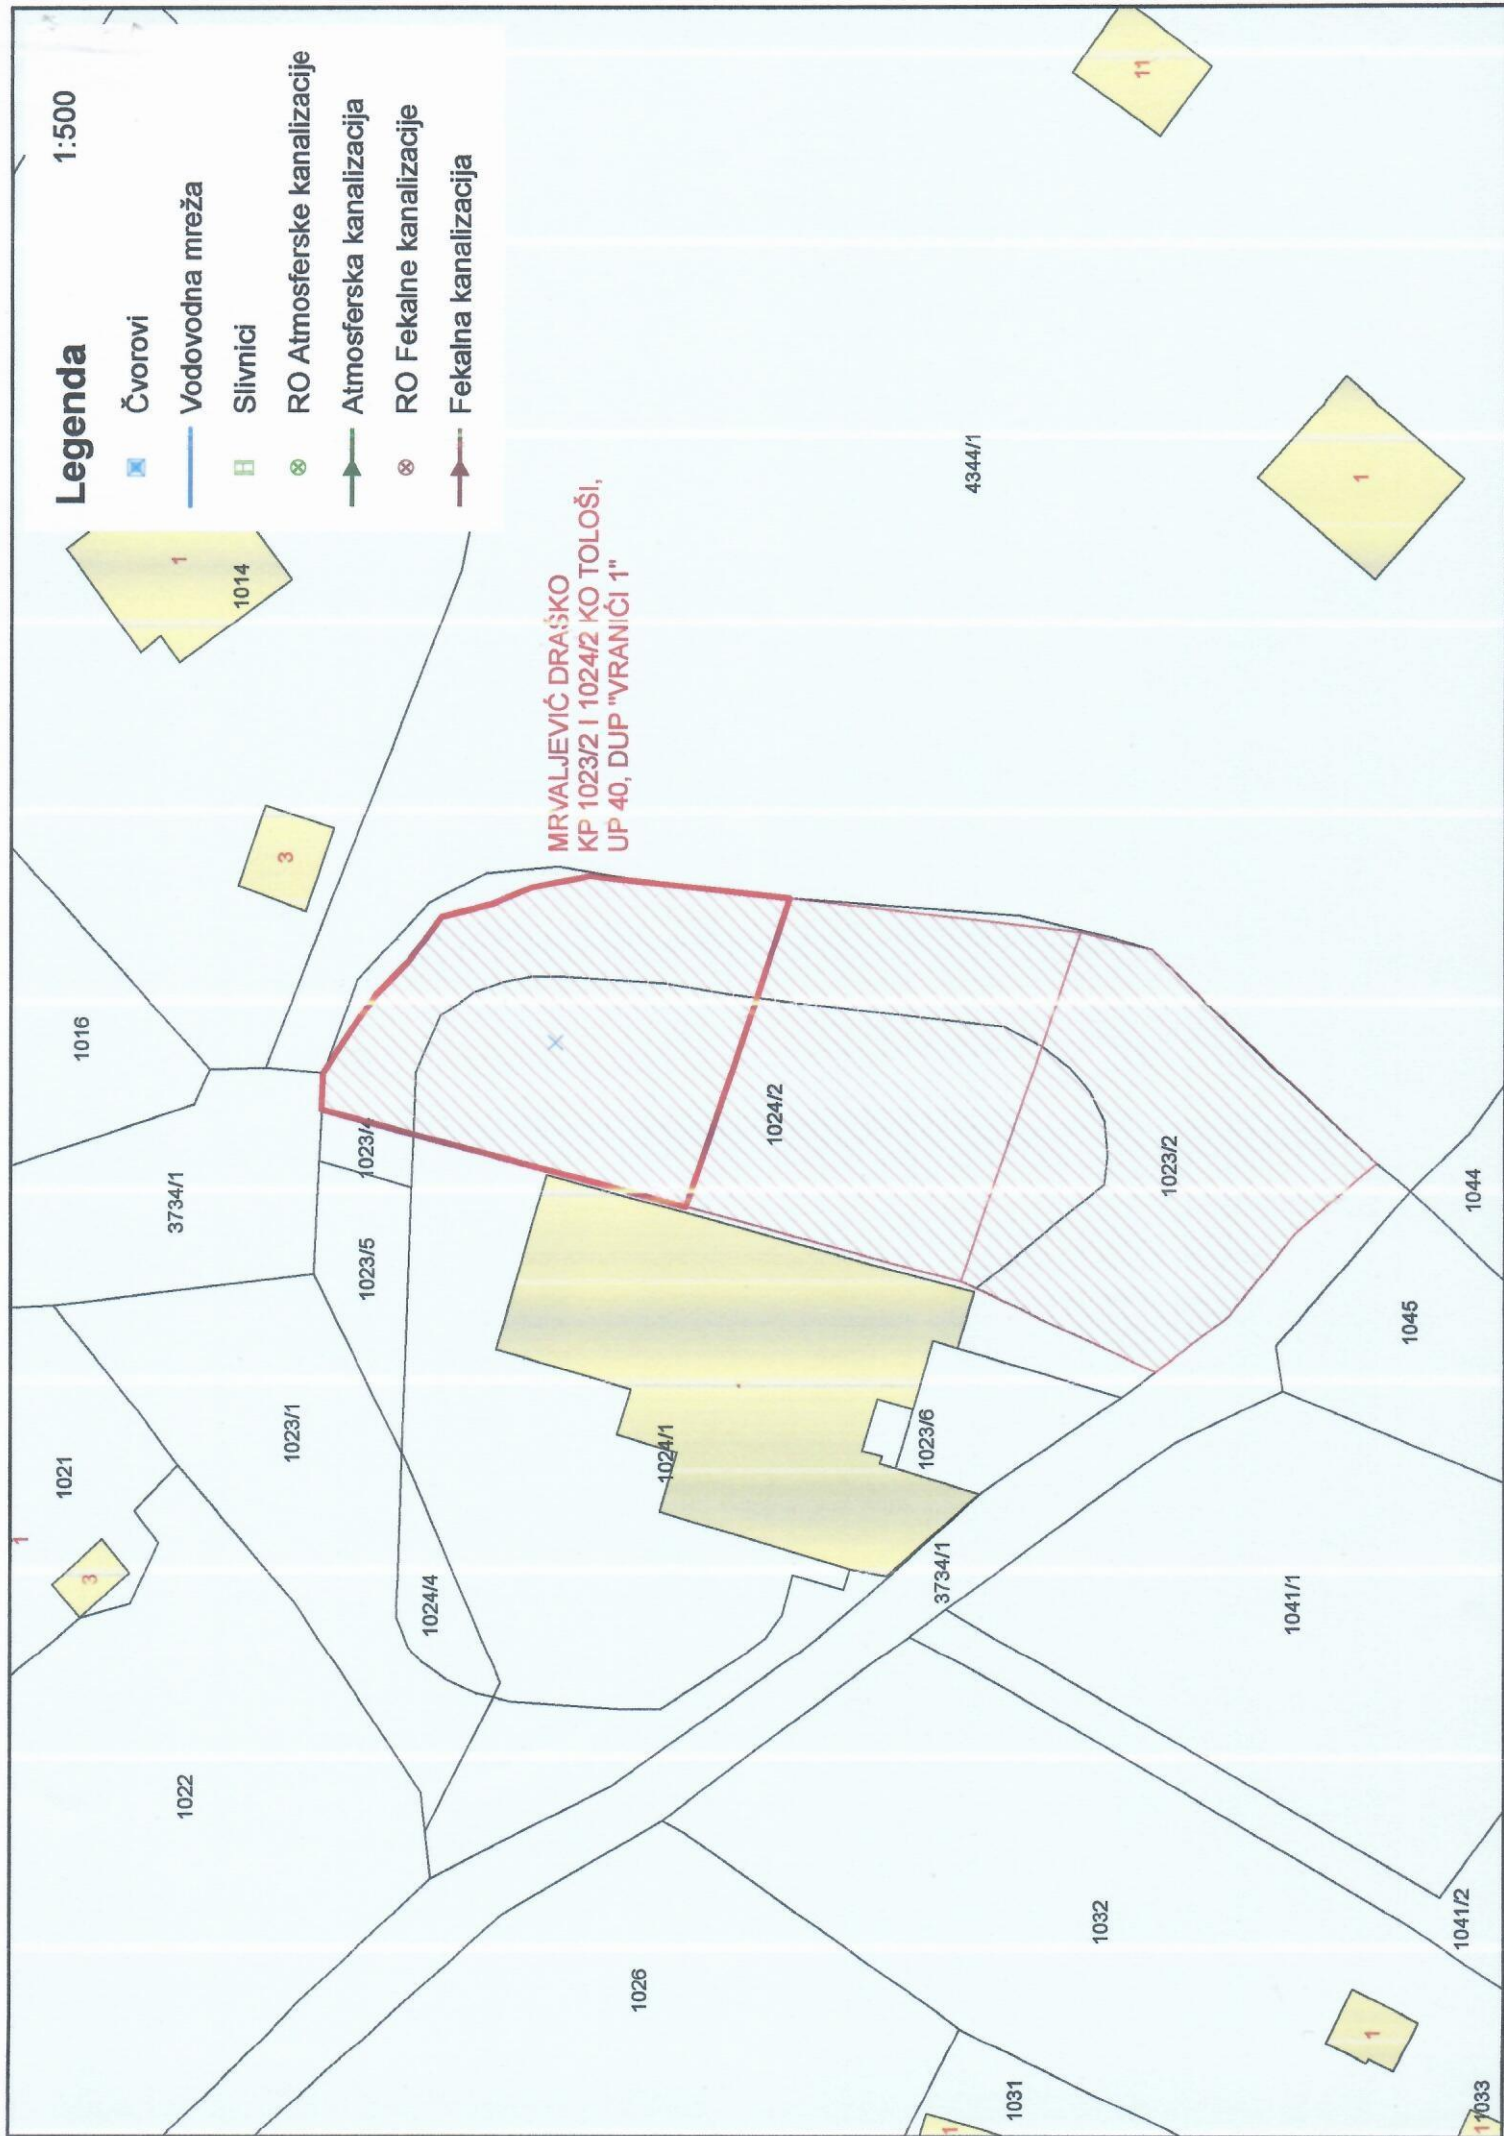 Legenda 1:500
Čvorovi
Vodovodna mreža
Slivnici
RO Atmosferske kanalizacije
Atmosferska kanalizacija
RO Fekalne kanalizacije
Fekalna kanalizacija
MRVALJEVIĆ DRAŠKO
KP 1023/2 I 1024/2 KO TOLOŠI,
UP 40, DUP "VRANIĆI 1"
1
3
1021
1022
1023/1
1024/4
1023/5
3734/1
1016
1023/4
3
1
1014
11
4344/1
1
1024/1
1024/2
1023/6
1023/2
3734/1
1026
1032
1041/1
1045
1044
1041/2
1
1031
1
1
1033